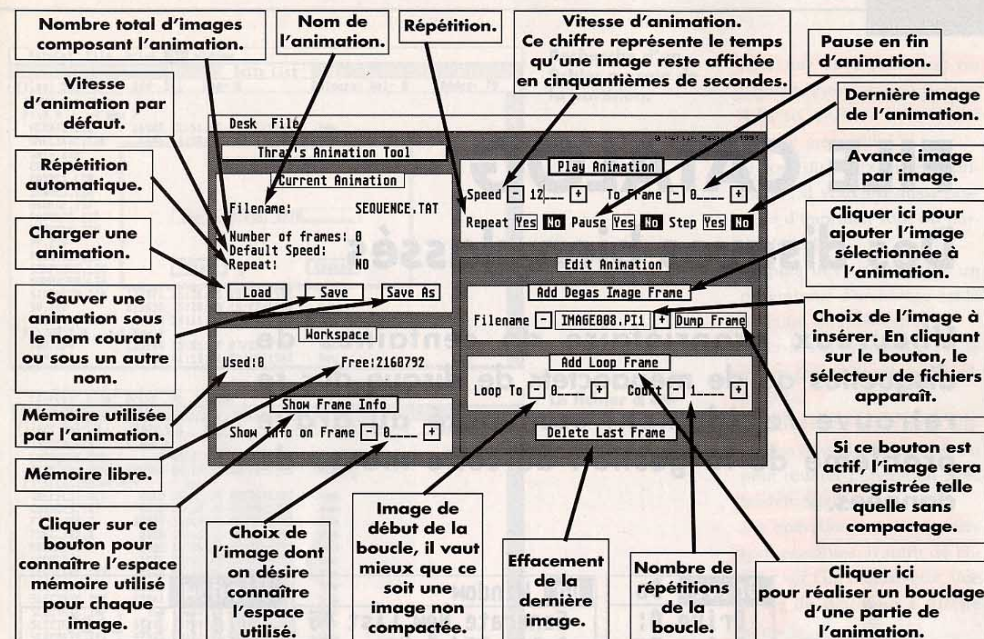 Nombre total d'images
composant l'animation.
Nom de
l'animation.
Répétition.
Vitesse d'animation.
Ce chiffre représente le temps
qu'une image reste affichée
en cinquantièmes de secondes.
Pause en fin
d'animation.
Dernière image
de l'animation.
Avance image
par image.
Cliquer ici pour
ajouter l'image
sélectionnée à
l'animation.
Choix de l'image à
insérer. En cliquant
sur le bouton, le
sélecteur de fichiers
apparaît.
Si ce bouton est
actif, l'image sera
enregistrée telle
quelle sans
compactage.
Cliquer ici
pour réaliser un bouclage
d'une partie de
l'animation.
Vitesse
d'animation par
défaut.
Répétition
automatique.
Charger une
animation.
Sauver une
animation sous
le nom courant
ou sous un autre
nom.
Mémoire utilisée
par l'animation.
Mémoire libre.
Cliquer sur ce
bouton pour
connaître l'espace
mémoire utilisé
pour chaque
image.
Choix de
l'image dont
on désire
connaître
l'espace
utilisé.
Image de
début de la
boucle, il vaut
mieux que ce
soit une
image non
compactée.
Effacement
de la
dernière
image.
Nombre de
répétitions
de la
boucle.
Desk File
Thrax's Animation Tool
Current Animation
Filename: SEQUENCE.TAT
Number of frames: 0
Default Speed: 1
Repeat: NO
Load Save Save As
Workspace
Used:0 Free:2160792
Show Frame Info
Show Info on Frame - 0____ +
1991
Play Animation
Speed - 12___ + To Frame - 0____ +
Repeat Yes No Pause Yes No Step Yes No
Edit Animation
Add Degas Image Frame
Filename - IMAGE008.PI1 + Dump Frame
Add Loop Frame
Loop To - 0____ + Count - 1____ +
Delete Last Frame